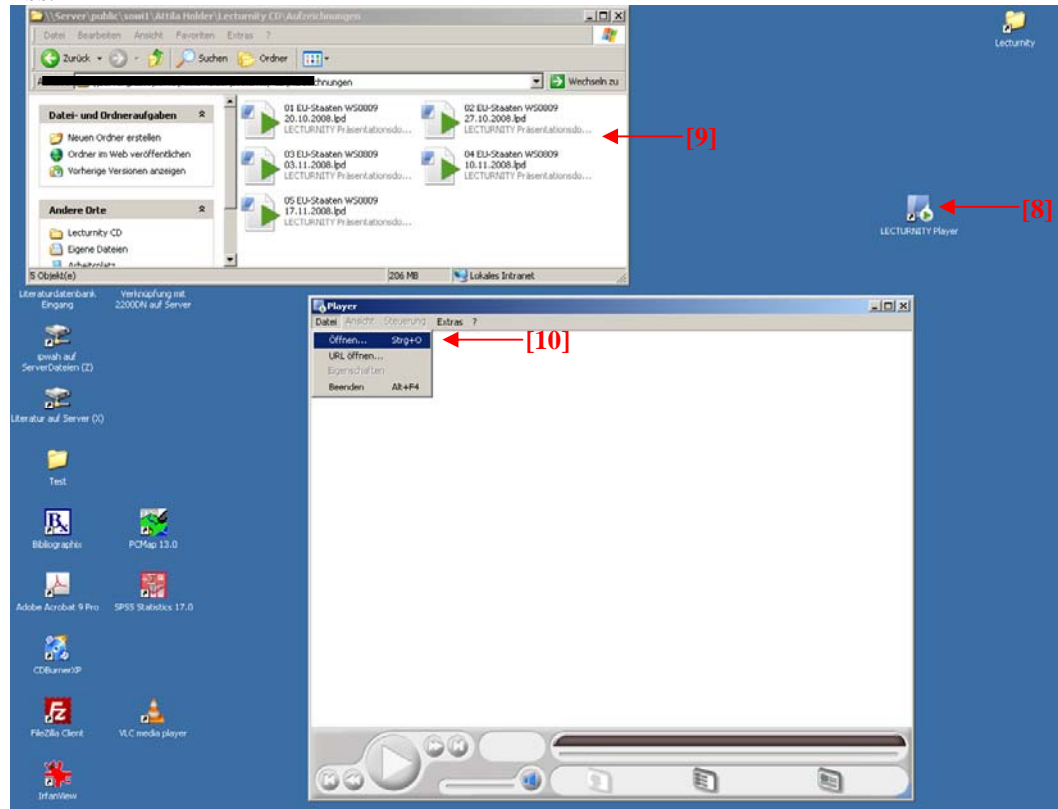 \\Server\public\sowi1\Attila Holder\Lecturnity CD\Aufzeichnungen
Datei Bearbeiten Ansicht Favoriten Extras ?
Zurück Suchen Ordner
chnungen Wechseln zu
Datei- und Ordneraufgaben
Neuen Ordner erstellen
Ordner im Web veröffentlichen
Vorherige Versionen anzeigen
Andere Orte
Lecturnity CD
Eigene Dateien
Arbeitsplatz
01 EU-Staaten WS0809
20.10.2008.lpd
LECTURNITY Präsentationsdo...
02 EU-Staaten WS0809
27.10.2008.lpd
LECTURNITY Präsentationsdo...
03 EU-Staaten WS0809
03.11.2008.lpd
LECTURNITY Präsentationsdo...
04 EU-Staaten WS0809
10.11.2008.lpd
LECTURNITY Präsentationsdo...
05 EU-Staaten WS0809
17.11.2008.lpd
LECTURNITY Präsentationsdo...
5 Objekt(e) 206 MB Lokales Intranet
[9]
Lecturnity
[8]
LECTURNITY Player
Literaturdatenbank
Eingang
Verknüpfung mit
2200DN auf Server
ipwah auf
ServerDateien (Z)
Literatur auf Server (X)
Test
Bibliographix
PCMap 13.0
Adobe Acrobat 9 Pro
SPSS Statistics 17.0
CDBurnerXP
FileZilla Client
VLC media player
IrfanView
Player
Datei Ansicht Steuerung Extras ?
Öffnen... Strg+O
URL öffnen...
Eigenschaften
Beenden Alt+F4
[10]